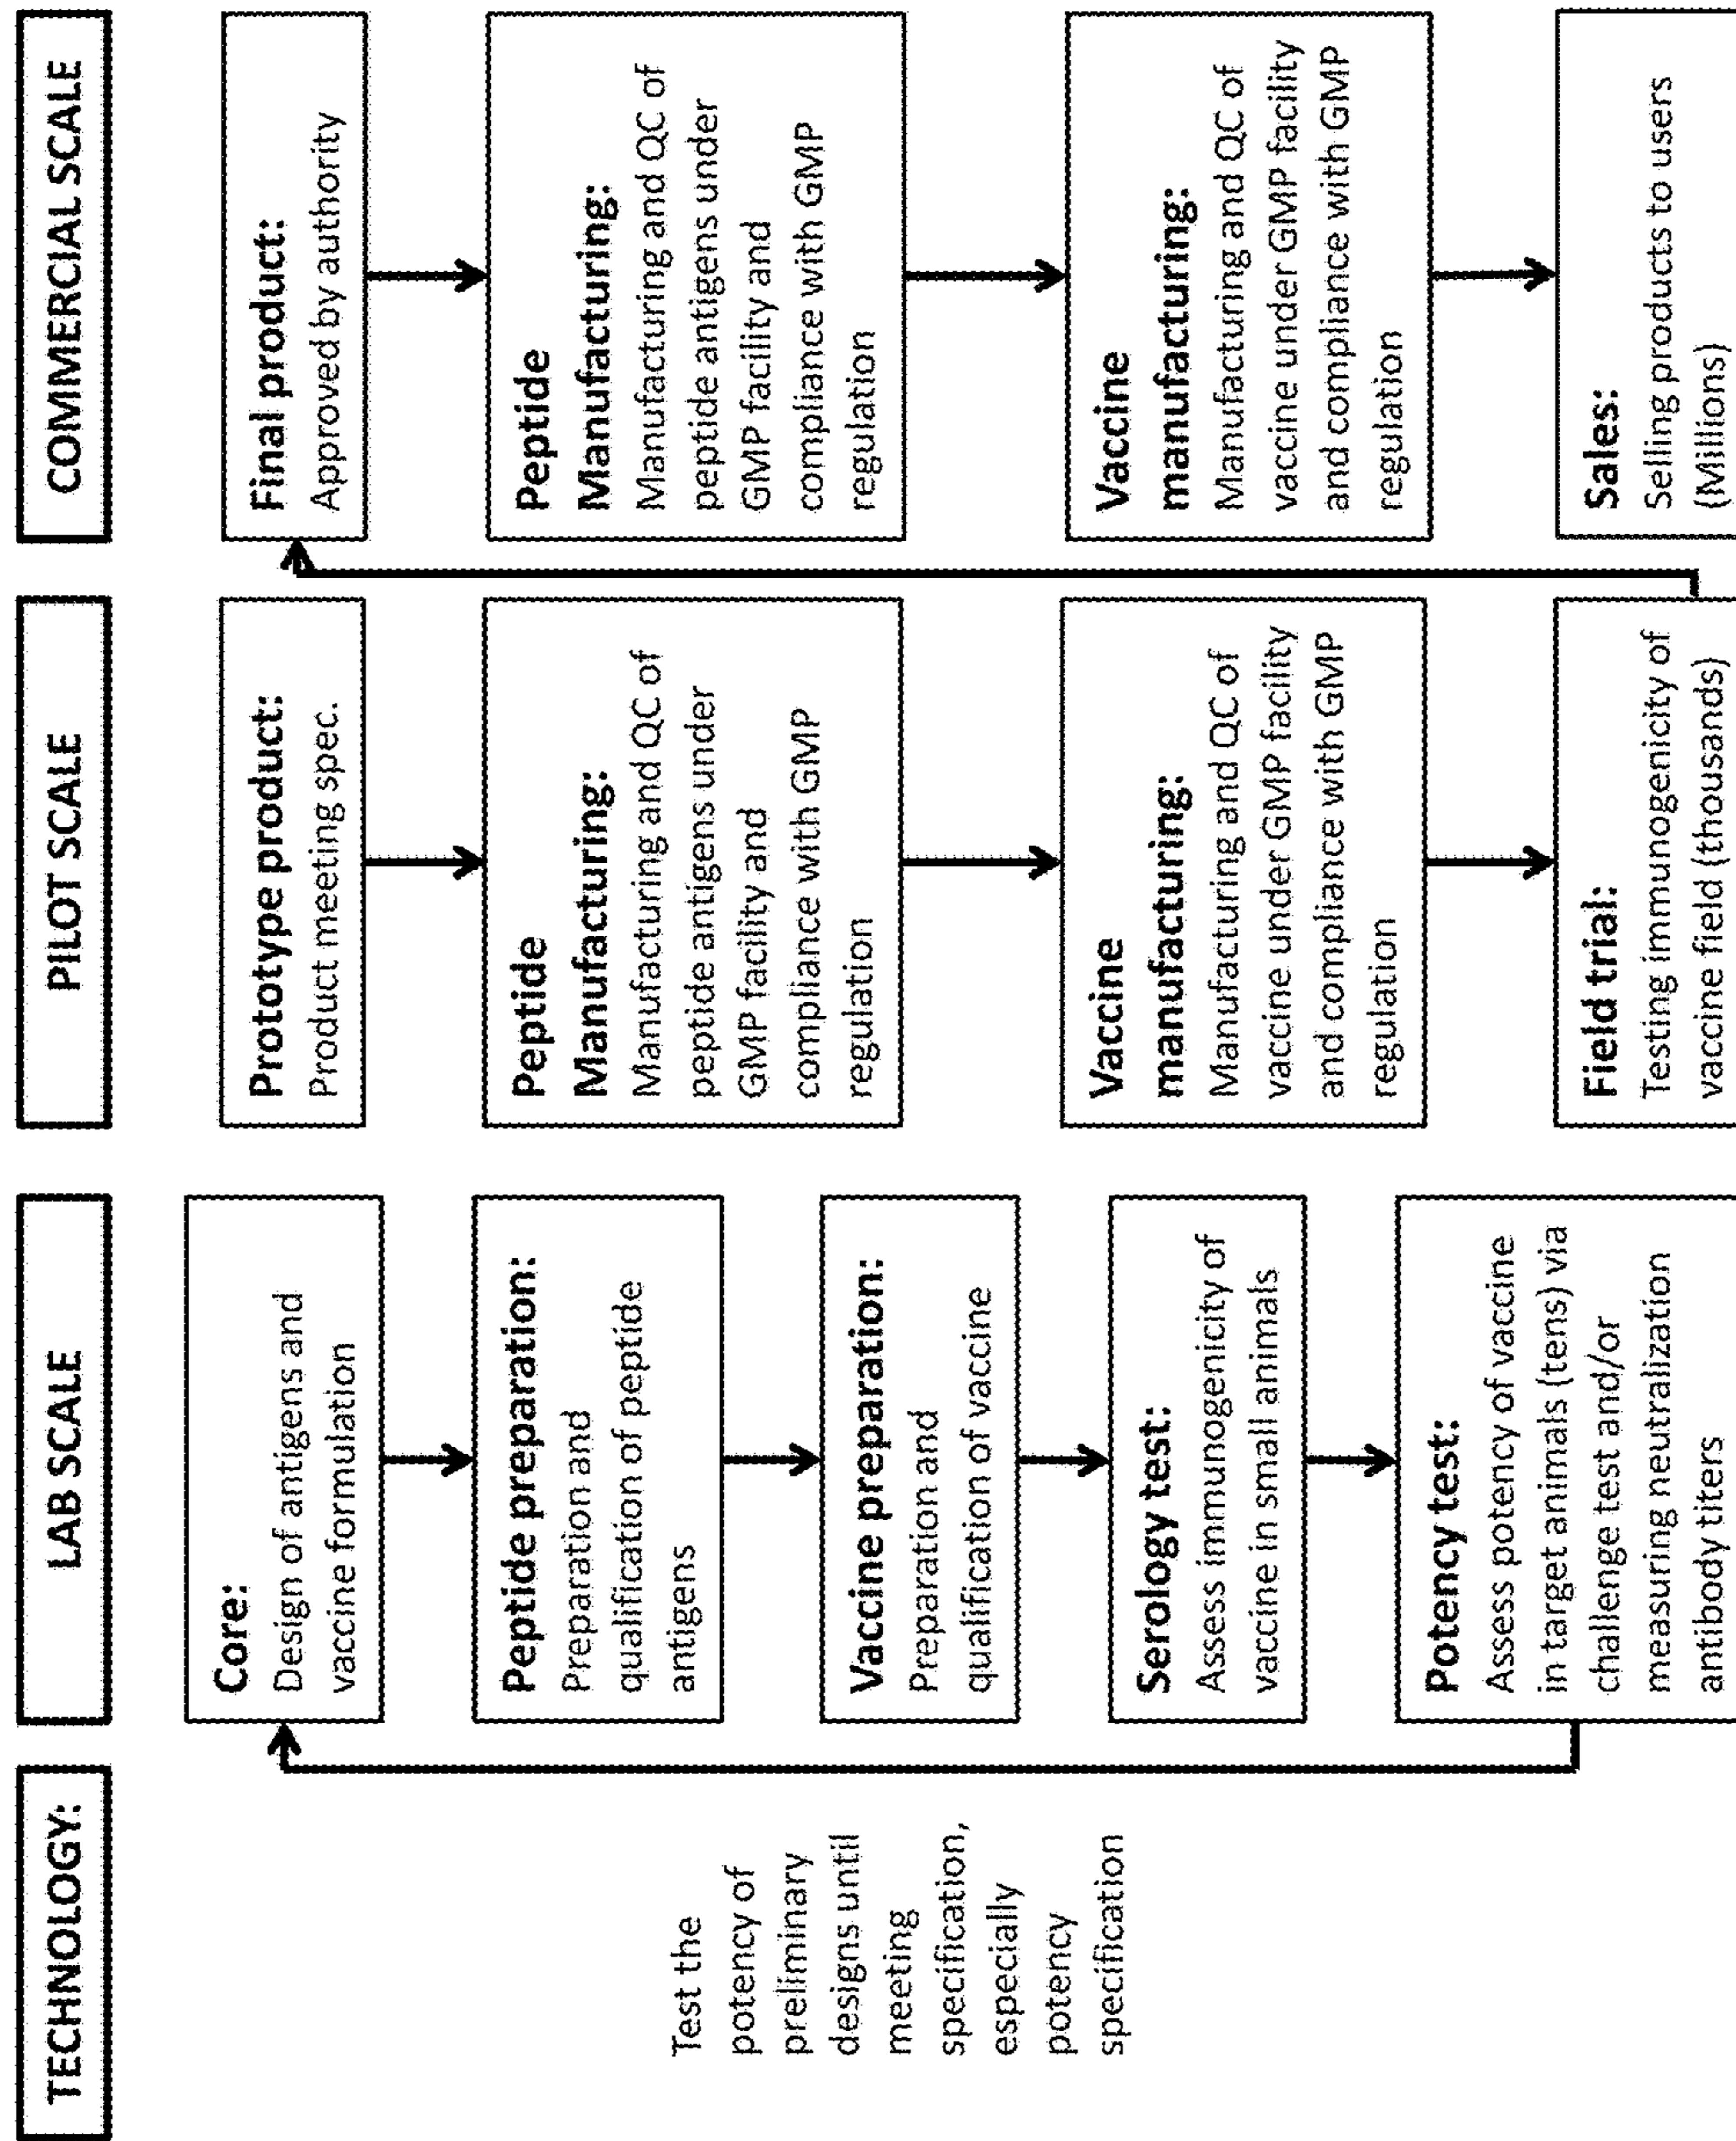 TECHNOLOGY:
Test the
potency of
preliminary
designs until
meeting
specification,
especially
potency
specification
LAB SCALE
Core:
Design of antigens and
vaccine formulation
Peptide preparation:
Preparation and
qualification of peptide
antigens
Vaccine preparation:
Preparation and
qualification of vaccine
Serology test:
Assess immunogenicity of
vaccine in small animals
Potency test:
Assess potency of vaccine
in target animals (tens) via
challenge test and/or
measuring neutralization
antibody titers
PILOT SCALE
Prototype product:
Product meeting spec.
Peptide
Manufacturing:
Manufacturing and QC of
peptide antigens under
GMP facility and
compliance with GMP
regulation
Vaccine
manufacturing:
Manufacturing and QC of
vaccine under GMP facility
and compliance with GMP
regulation
Field trial:
Testing immunogenicity of
vaccine field (thousands)
COMMERCIAL SCALE
Final product:
Approved by authority
Peptide
Manufacturing:
Manufacturing and QC of
peptide antigens under
GMP facility and
compliance with GMP
regulation
Vaccine
manufacturing:
Manufacturing and QC of
vaccine under GMP facility
and compliance with GMP
regulation
Sales:
Selling products to users
(Millions)